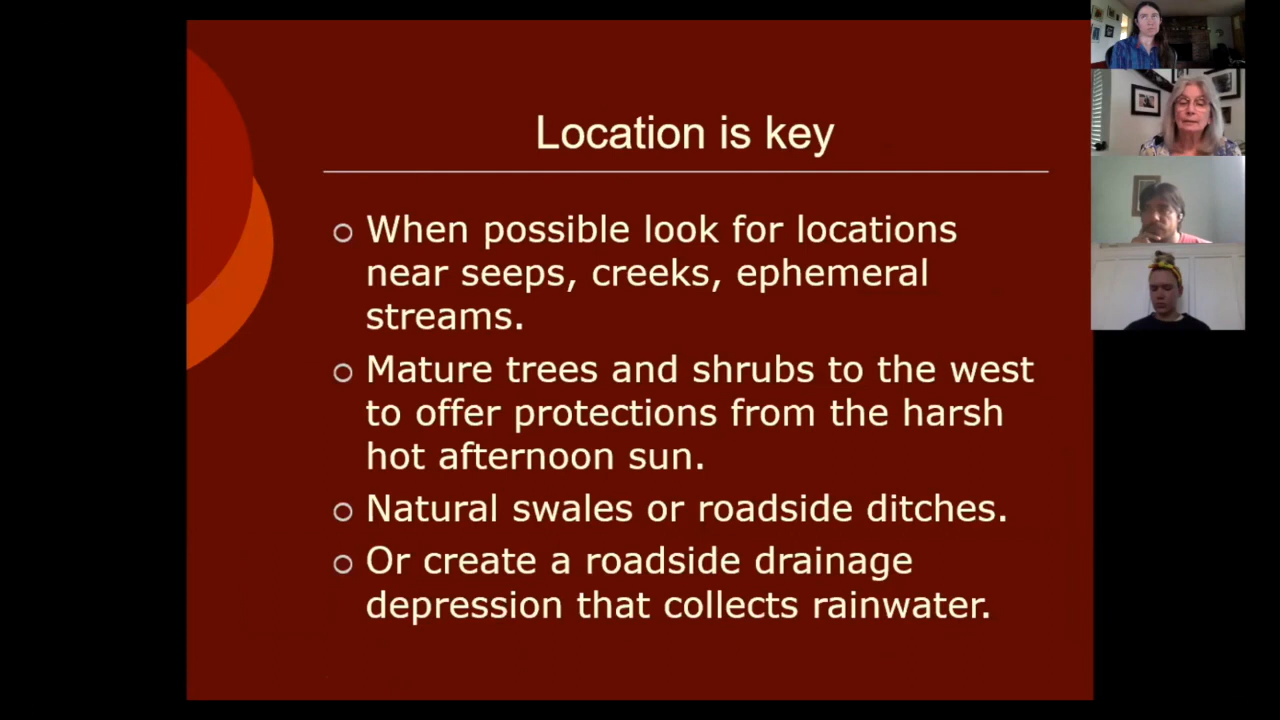 Location is key
When possible look for locations
near seeps, creeks, ephemeral
streams.
Mature trees and shrubs to the west
to offer protections from the harsh
hot afternoon sun.
Natural swales or roadside ditches.
Or create a roadside drainage
depression that collects rainwater.